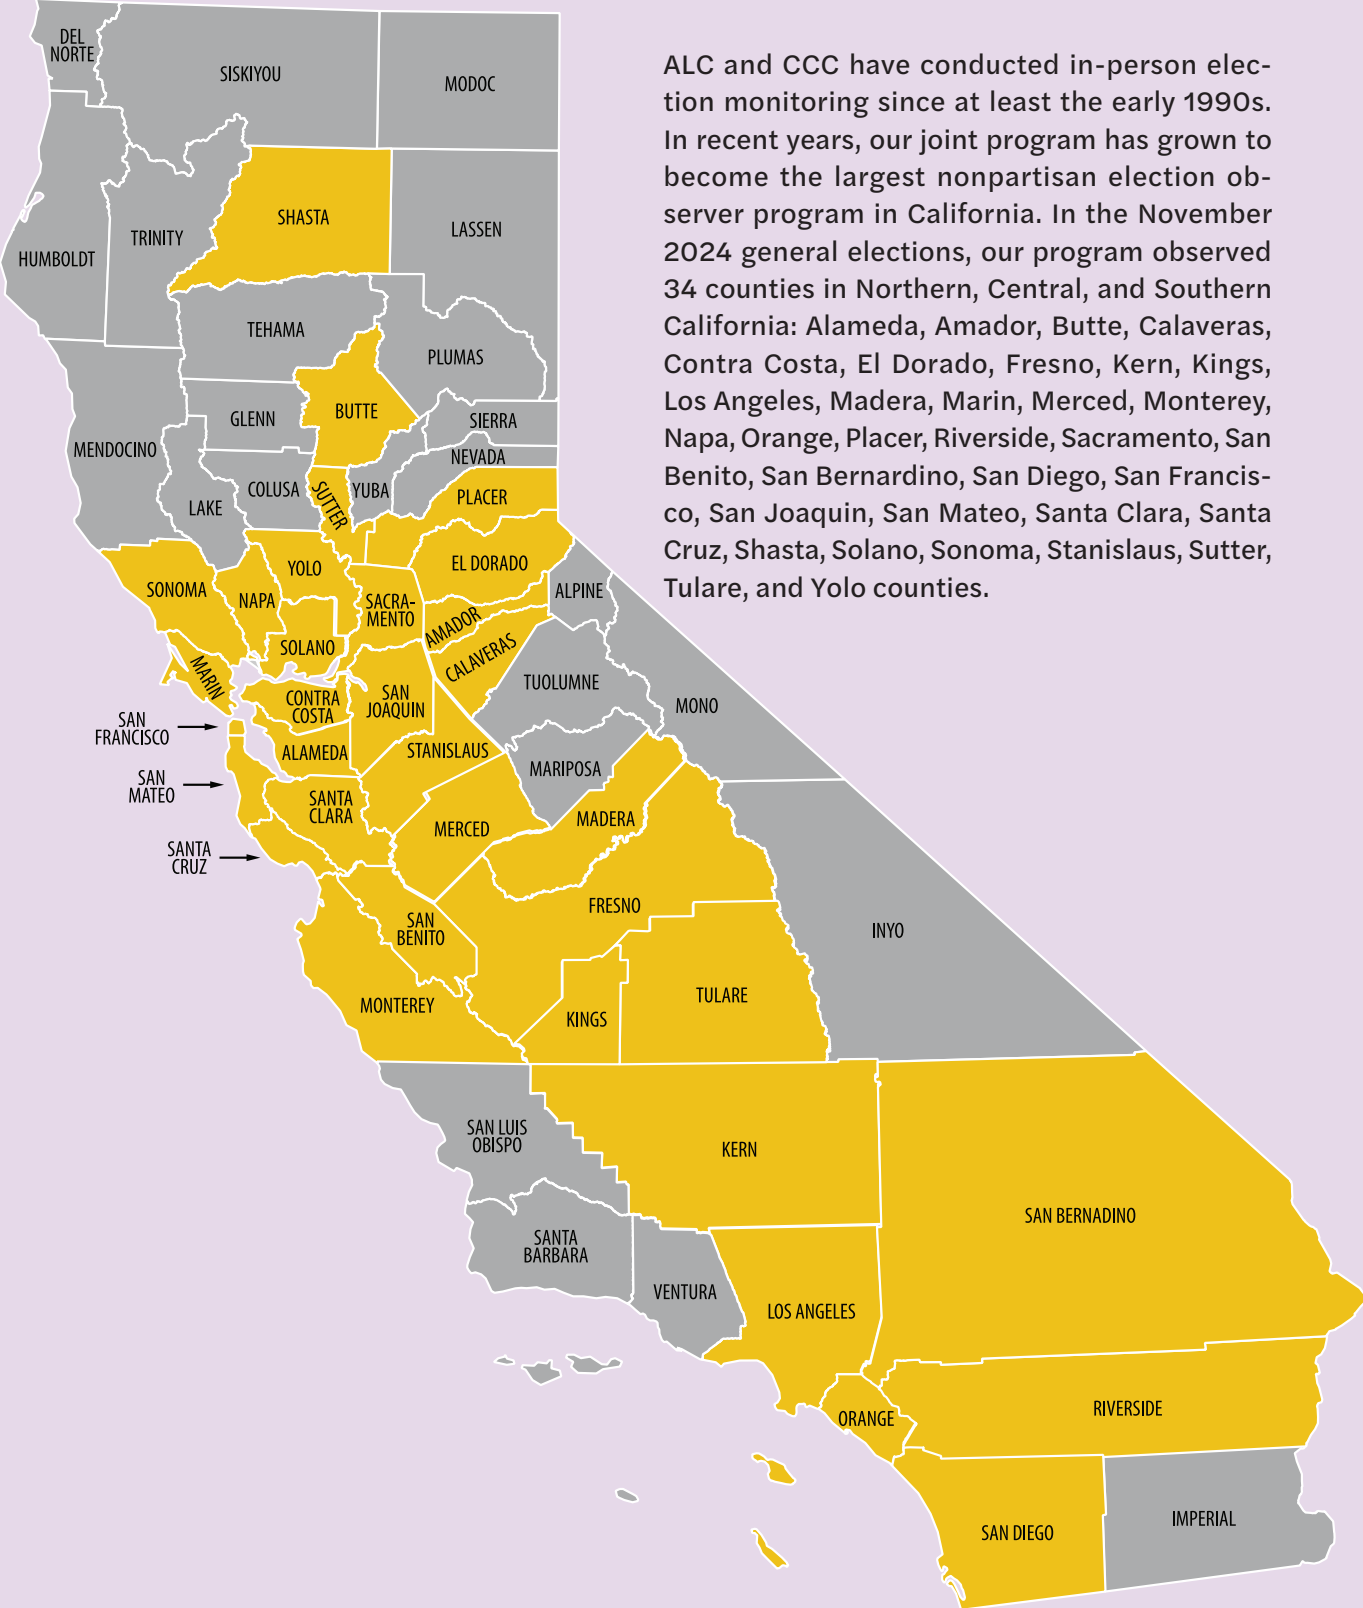 DEL
NORTE
SISKIYOU
MODOC
ALC and CCC have conducted in-person elec-
tion monitoring since at least the early 1990s.
In recent years, our joint program has grown to
become the largest nonpartisan election ob-
server program in California. In the November
2024 general elections, our program observed
34 counties in Northern, Central, and Southern
California: Alameda, Amador, Butte, Calaveras,
Contra Costa, El Dorado, Fresno, Kern, Kings,
Los Angeles, Madera, Marin, Merced, Monterey,
Napa, Orange, Placer, Riverside, Sacramento, San
Benito, San Bernardino, San Diego, San Francis-
co, San Joaquin, San Mateo, Santa Clara, Santa
Cruz, Shasta, Solano, Sonoma, Stanislaus, Sutter,
Tulare, and Yolo counties.
SHASTA
LASSEN
TRINITY
HUMBOLDT
TEHAMA
PLUMAS
BUTTE
GLENN
SIERRA
MENDOCINO
NEVADA
COLUSA
SUTTER
YUBA
PLACER
LAKE
YOLO
EL DORADO
SONOMA
NAPA
SACRA-
MENTO
ALPINE
AMADOR
SOLANO
CALAVERAS
MARIN
TUOLUMNE
CONTRA
COSTA
SAN
JOAQUIN
MONO
SAN
FRANCISCO
ALAMEDA
STANISLAUS
MARIPOSA
SAN
MATEO
SANTA
CLARA
MERCED
MADERA
SANTA
CRUZ
FRESNO
SAN
BENITO
INYO
MONTEREY
KINGS
TULARE
SAN LUIS
OBISPO
KERN
SAN BERNADINO
SANTA
BARBARA
VENTURA
LOS ANGELES
ORANGE
RIVERSIDE
SAN DIEGO
IMPERIAL